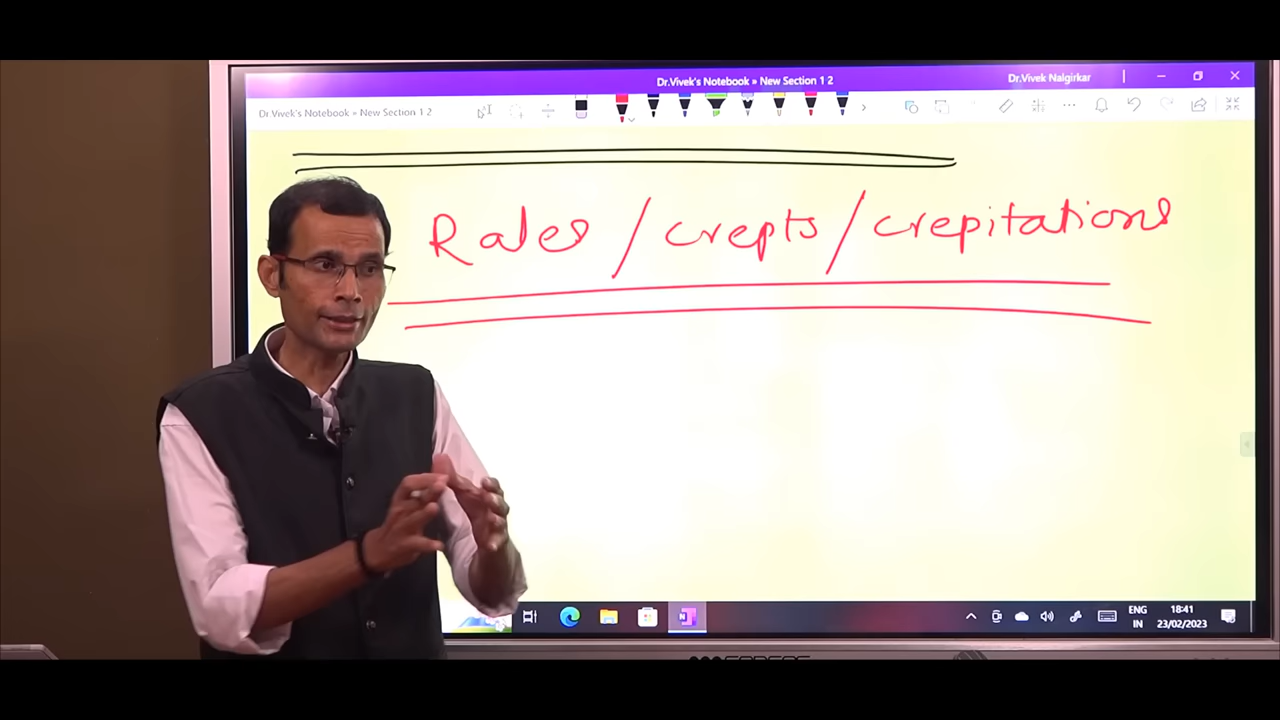 Dr.Vivek's Notebook » New Section 1 2
Dr.Vivek Nalgirkar
Dr.Vivek's Notebook » New Section 1 2
Rales / crepts / crepitations
ENG
IN
18:41
23/02/2023